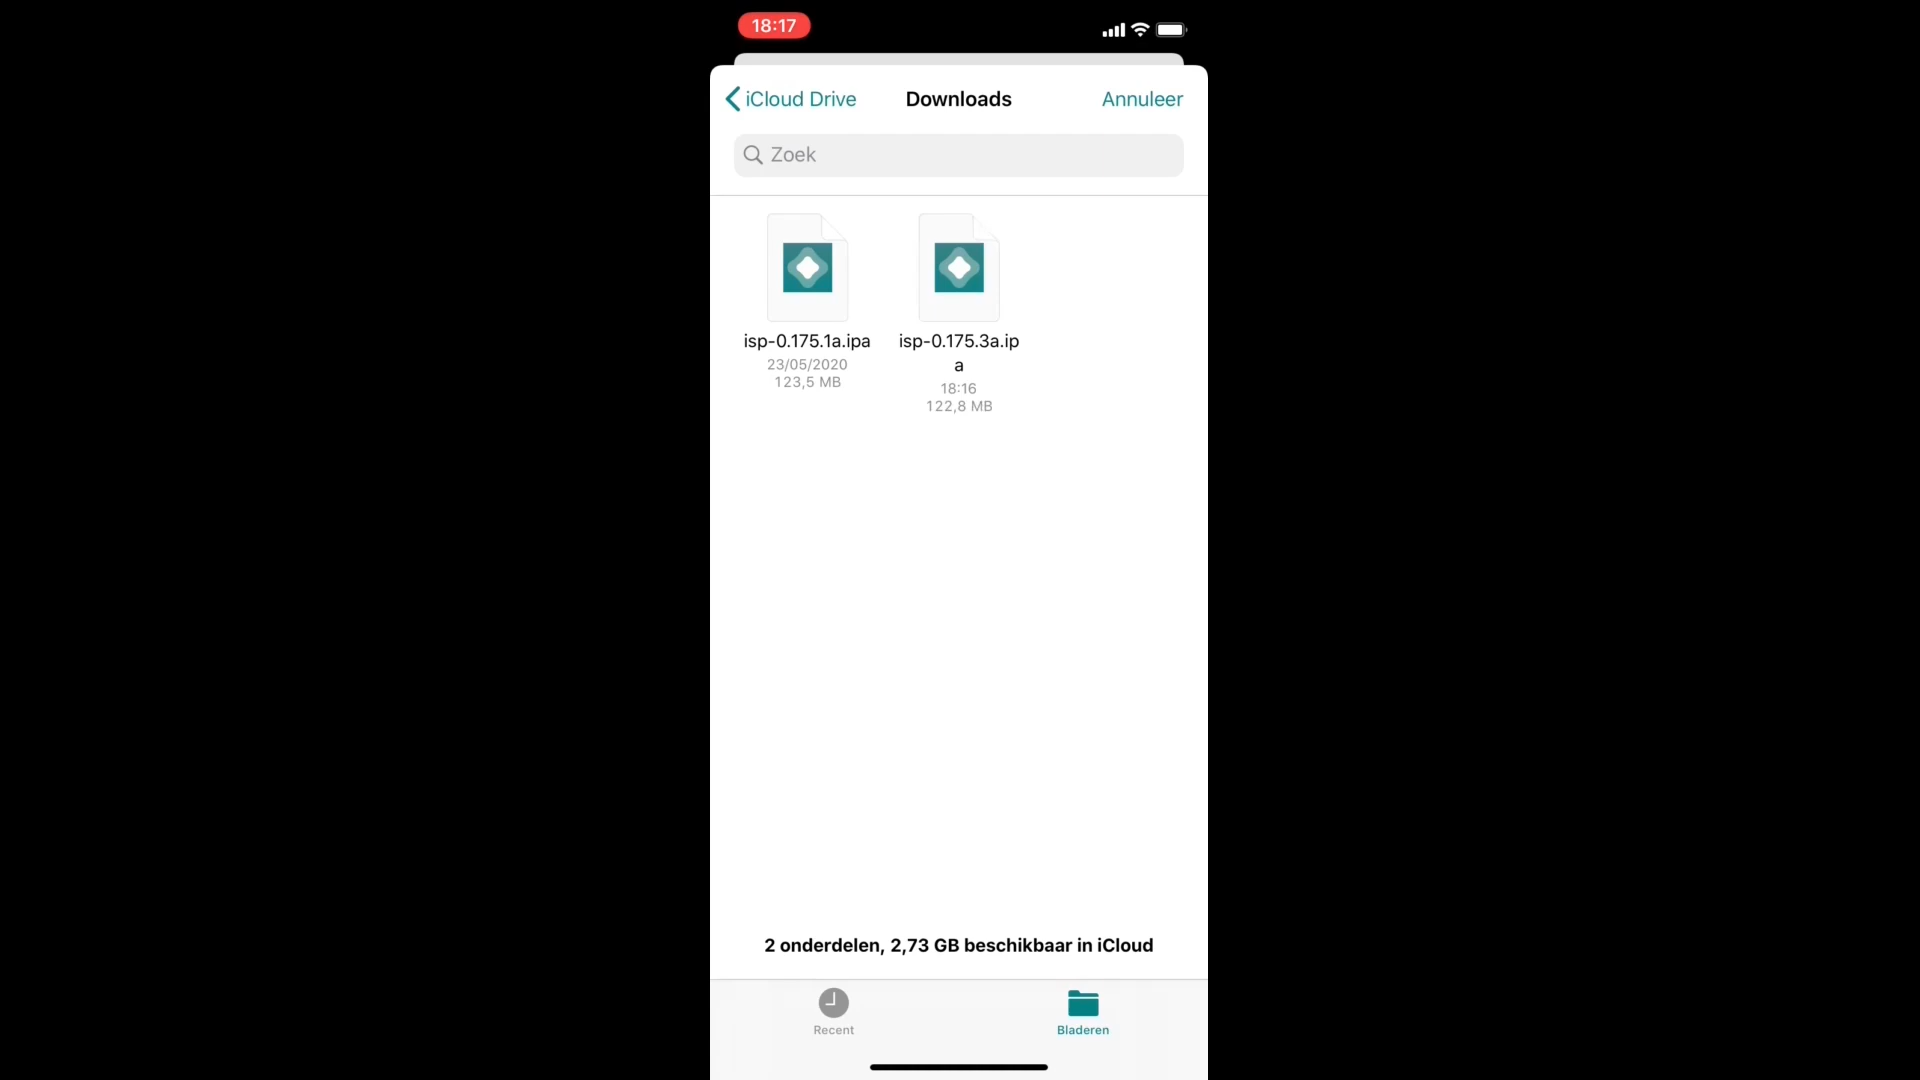 18:17
iCloud Drive
Downloads
Annuleer
Zoek
isp-0.175.1a.ipa
23/05/2020
123,5 MB
isp-0.175.3a.ip
a
18:16
122,8 MB
2 onderdelen, 2,73 GB beschikbaar in iCloud
Recent
Bladeren